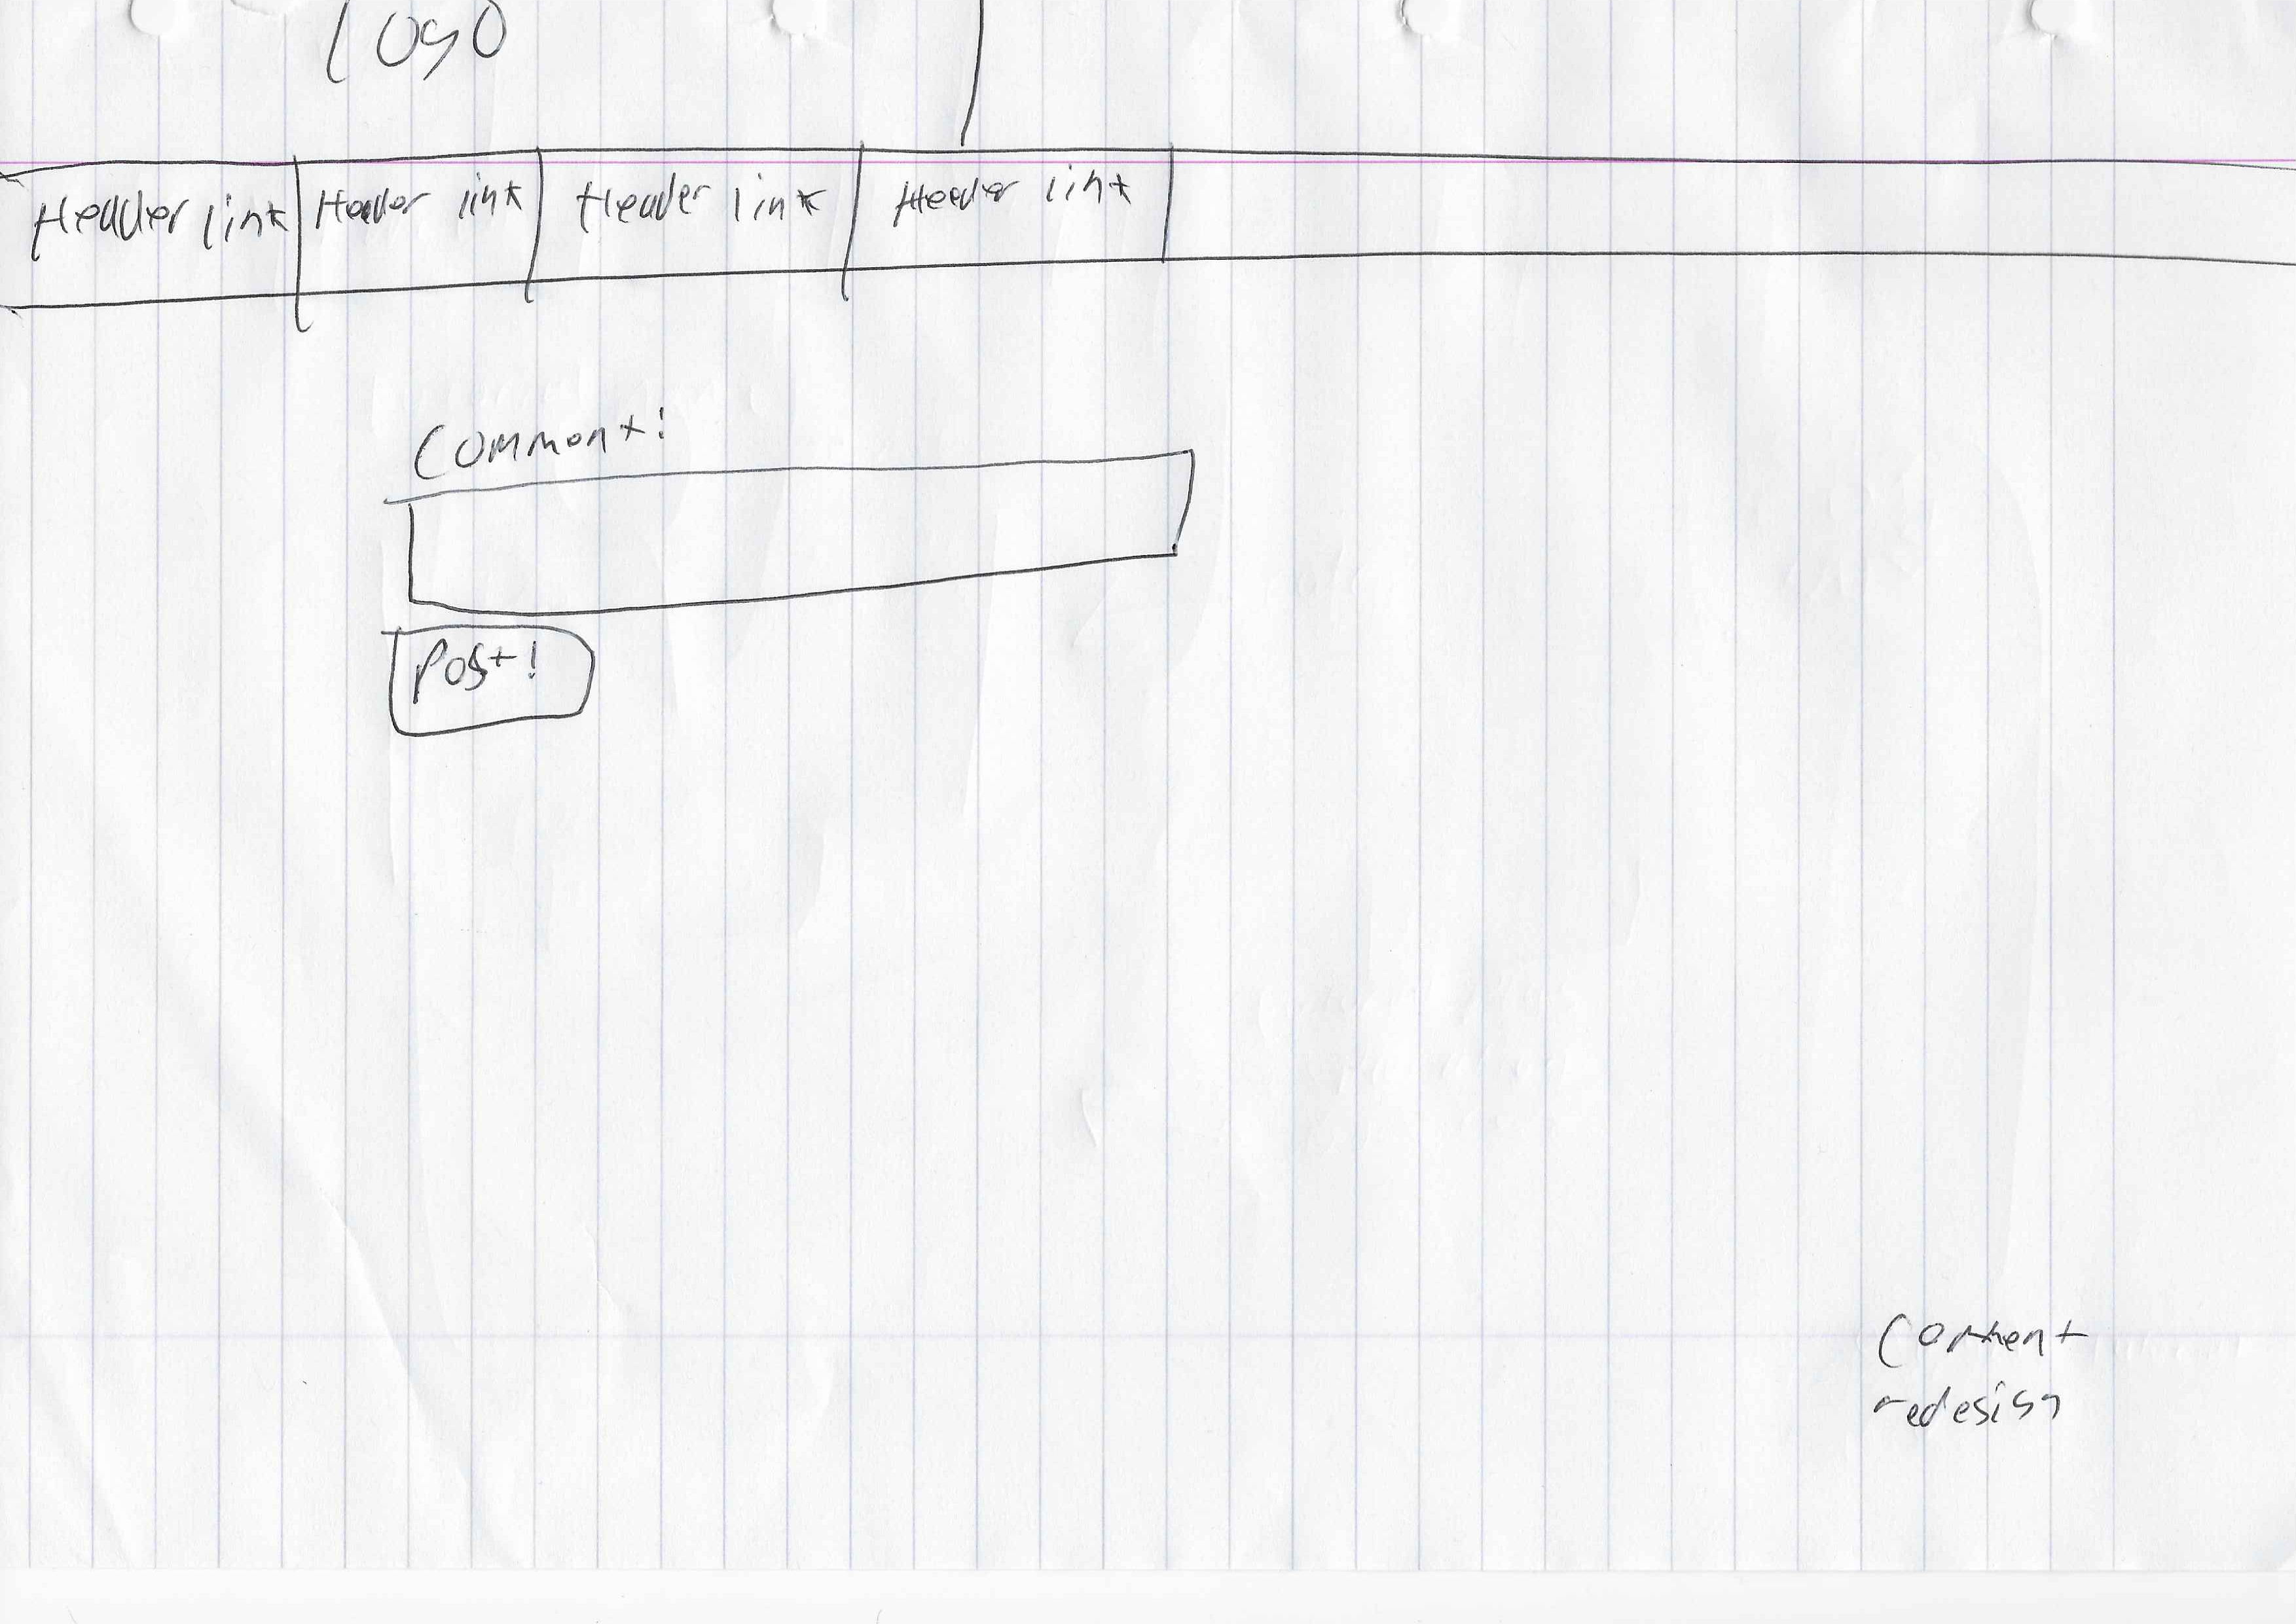 logo
Header link Header link Header link Header link
Comment!
Post!
Comment
redesign